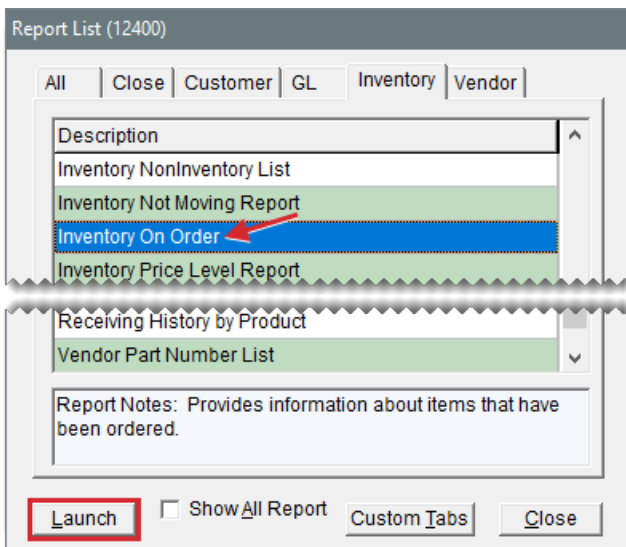 Report List (12400)
All Close Customer GL Inventory Vendor
Description
Inventory NonInventory List
Inventory Not Moving Report
Inventory On Order
Inventory Price Level Report
Receiving History by Product
Vendor Part Number List
Report Notes: Provides information about items that have
been ordered.
Launch Show All Report Custom Tabs Close